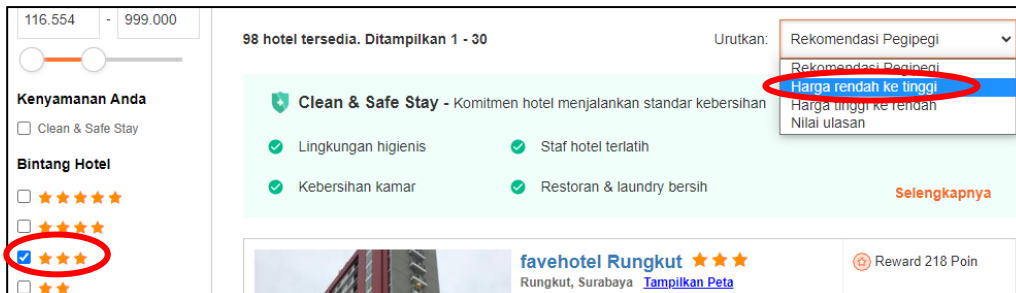 116.554 - 999.000
Kenyamanan Anda
Clean & Safe Stay
Bintang Hotel
98 hotel tersedia. Ditampilkan 1 - 30
Urutkan: Rekomendasi Pegipegi
Rekomendasi Pegipegi
Harga rendah ke tinggi
Harga tinggi ke rendah
Nilai ulasan
Clean & Safe Stay - Komitmen hotel menjalankan standar kebersihan
Lingkungan higienis
Staf hotel terlatih
Kebersihan kamar
Restoran & laundry bersih
Selengkapnya
favehotel Rungkut
Rungkut, Surabaya Tampilkan Peta
Reward 218 Poin